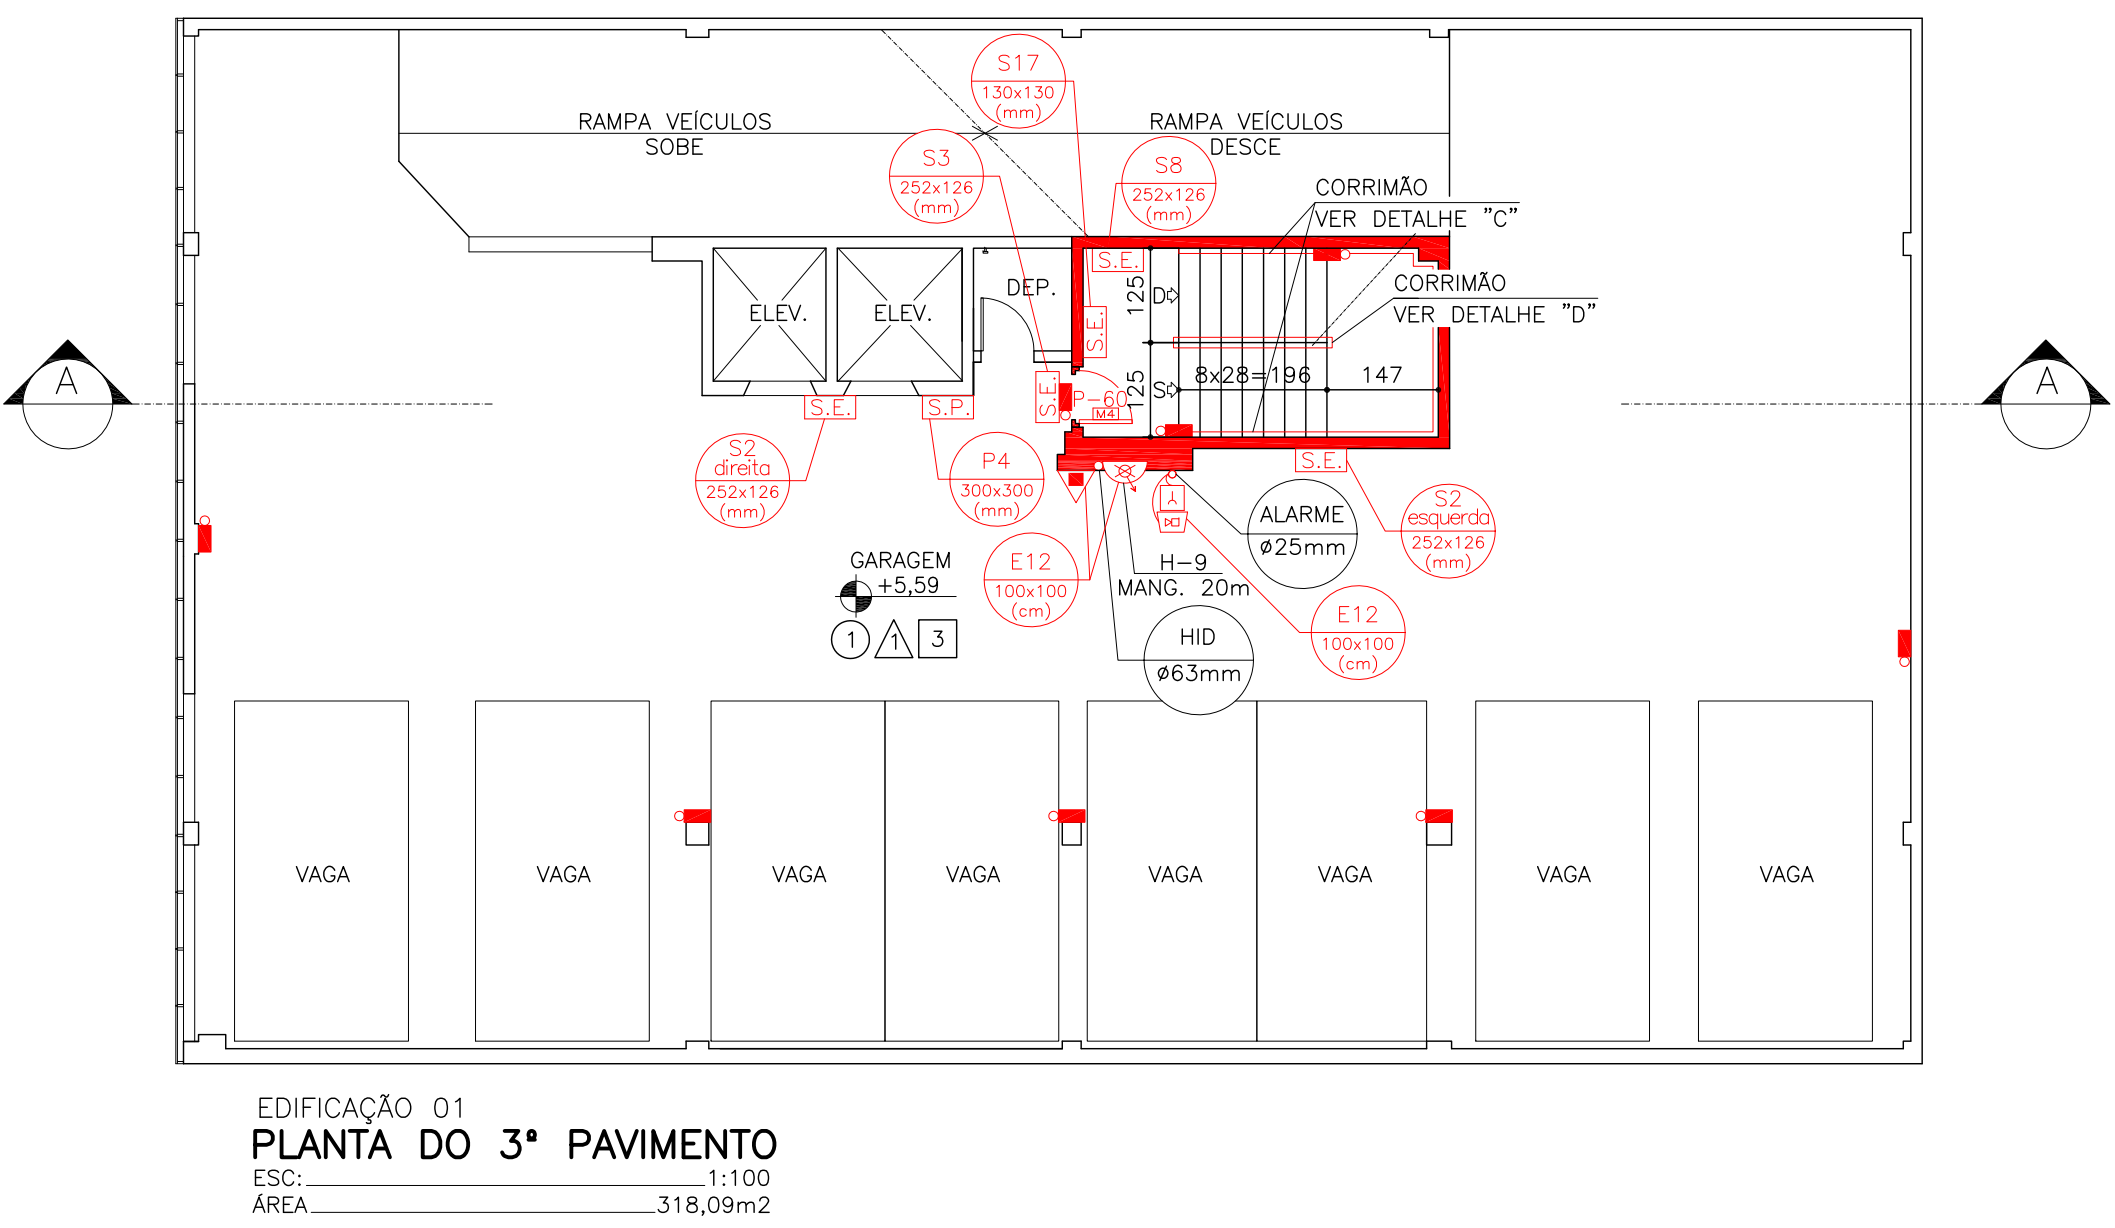 S17
130x130
(mm)
RAMPA VEÍCULOS
SOBE
RAMPA VEÍCULOS
DESCE
S3
252x126
(mm)
S8
252x126
(mm)
CORRIMÃO
VER DETALHE "C"
S.E.
CORRIMÃO
VER DETALHE "D"
DEP.
125
D
ELEV.
ELEV.
S.E.
A
A
S.E.
P-60
M4
125
S
8x28=196
147
S.E.
S.P.
S2
direita
252x126
(mm)
P4
300x300
(mm)
S.E.
S2
esquerda
252x126
(mm)
ALARME
ø25mm
GARAGEM
+5,59
E12
100x100
(cm)
H-9
MANG. 20m
1
1
3
HID
ø63mm
E12
100x100
(cm)
VAGA
VAGA
VAGA
VAGA
VAGA
VAGA
VAGA
VAGA
EDIFICAÇÃO 01
PLANTA DO 3º PAVIMENTO
ESC: 1:100
ÁREA 318,09m2